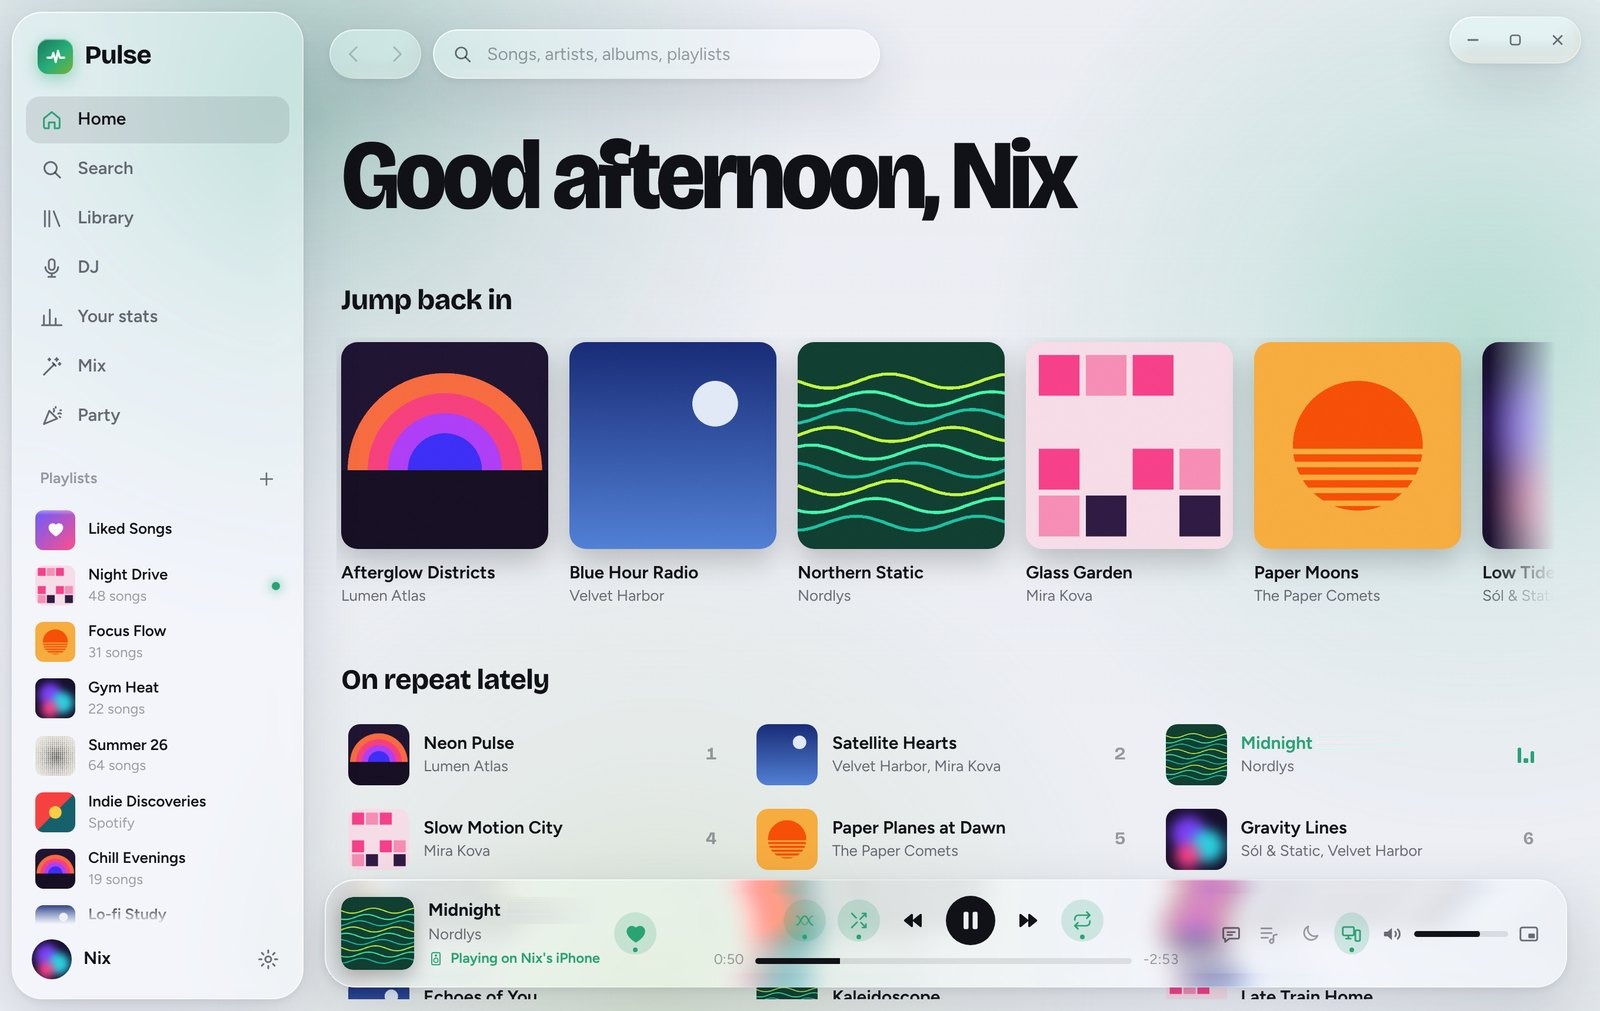 Pulse
Home
Search
Library
DJ
Your stats
Mix
Party
Playlists
Liked Songs
Night Drive
48 songs
Focus Flow
31 songs
Gym Heat
22 songs
Summer 26
64 songs
Indie Discoveries
Spotify
Chill Evenings
19 songs
Lo-fi Study
Nix
Songs, artists, albums, playlists
Good afternoon, Nix
Jump back in
Afterglow Districts
Lumen Atlas
Blue Hour Radio
Velvet Harbor
Northern Static
Nordlys
Glass Garden
Mira Kova
Paper Moons
The Paper Comets
Low Tide
Sól & Stat
On repeat lately
Neon Pulse
Lumen Atlas
1
Satellite Hearts
Velvet Harbor, Mira Kova
2
Midnight
Nordlys
Slow Motion City
Mira Kova
4
Paper Planes at Dawn
The Paper Comets
5
Gravity Lines
Sól & Static, Velvet Harbor
6
Midnight
Nordlys
Playing on Nix's iPhone
0:50
-2:53
Echoes of You
Kaleidoscope
Late Train Home